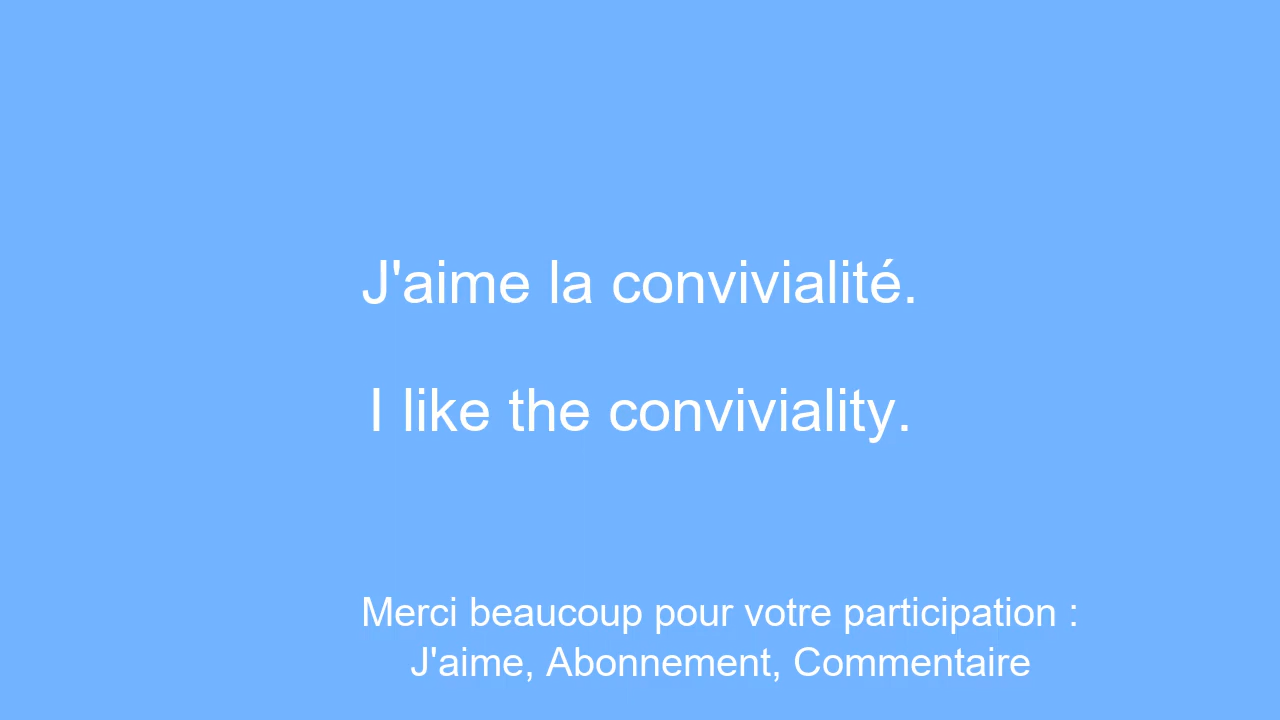 J'aime la convivialité.
I like the conviviality.
Merci beaucoup pour votre participation :
J'aime, Abonnement, Commentaire